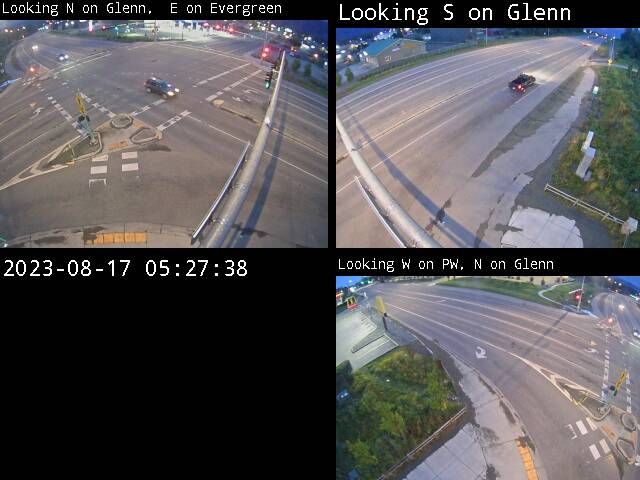 Looking N on Glenn, E on Evergreen
Looking S on Glenn
2023-08-17 05:27:38
Looking W on PW, N on Glenn